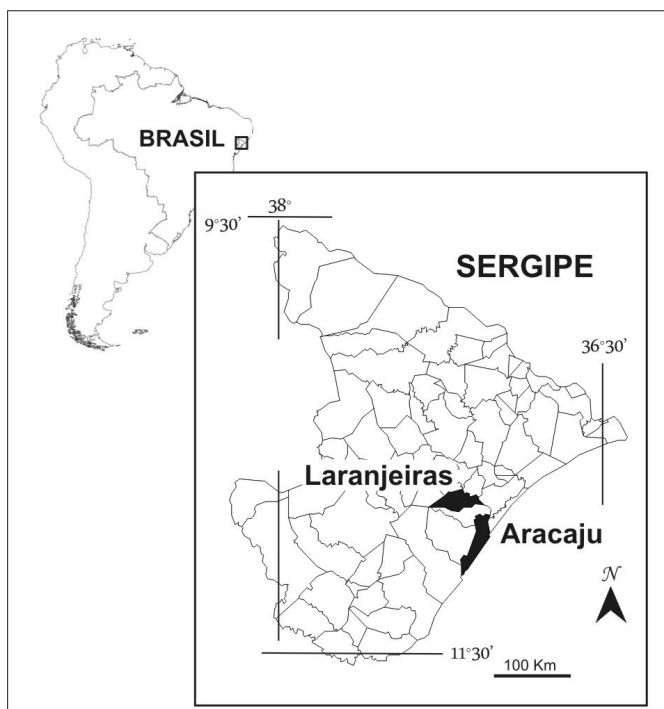 BRASIL
38°
9°30'
SERGIPE
36°30'
Laranjeiras
Aracaju
N
11°30'
100 Km